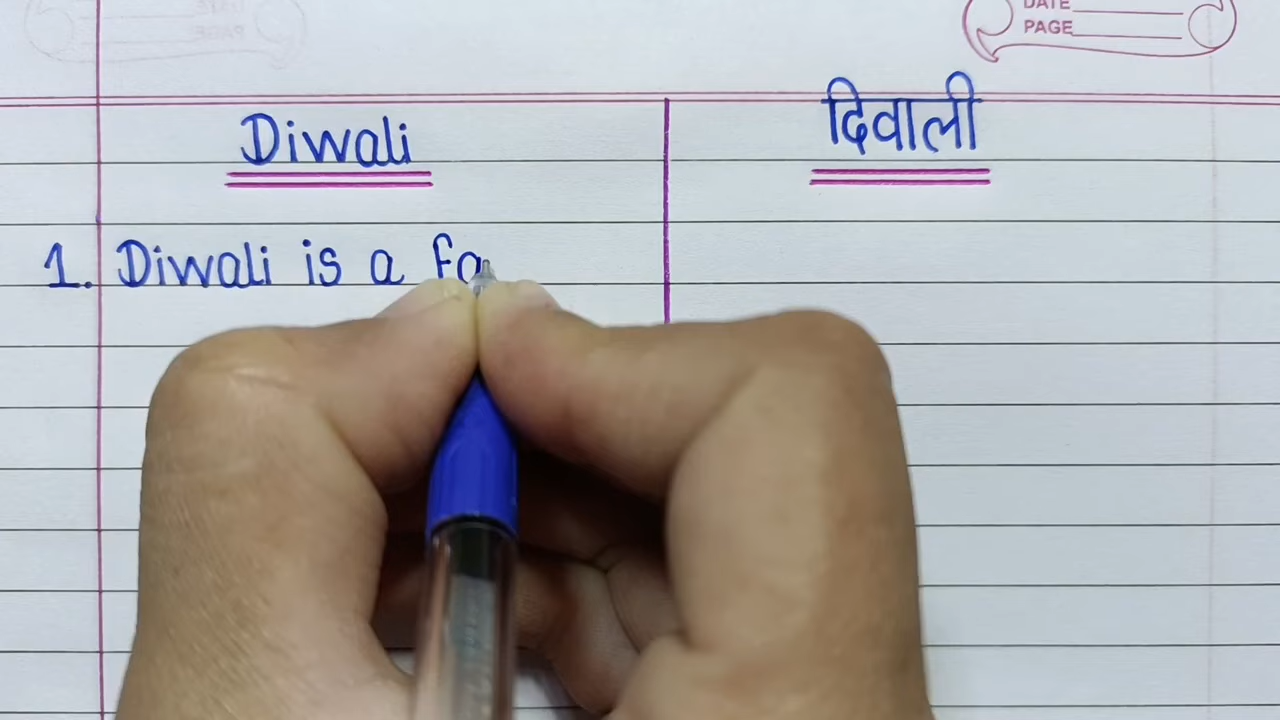 DATE
PAGE
Diwali
दिवाली
1. Diwali is a fa